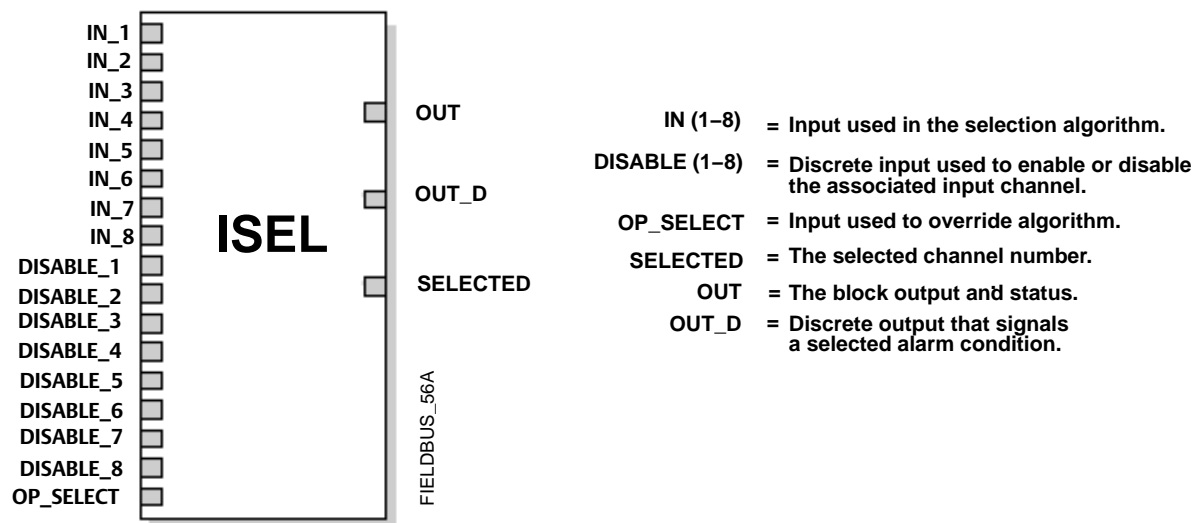 IN_1
IN_2
IN_3
IN_4
IN_5
IN_6
IN_7
IN_8
DISABLE_1
DISABLE_2
DISABLE_3
DISABLE_4
DISABLE_5
DISABLE_6
DISABLE_7
DISABLE_8
OP_SELECT
ISEL
OUT
OUT_D
SELECTED
FIELDBUS_56A
IN (1–8) = Input used in the selection algorithm.
DISABLE (1–8) = Discrete input used to enable or disable
the associated input channel.
OP_SELECT = Input used to override algorithm.
SELECTED = The selected channel number.
OUT = The block output and status.
OUT_D = Discrete output that signals
a selected alarm condition.